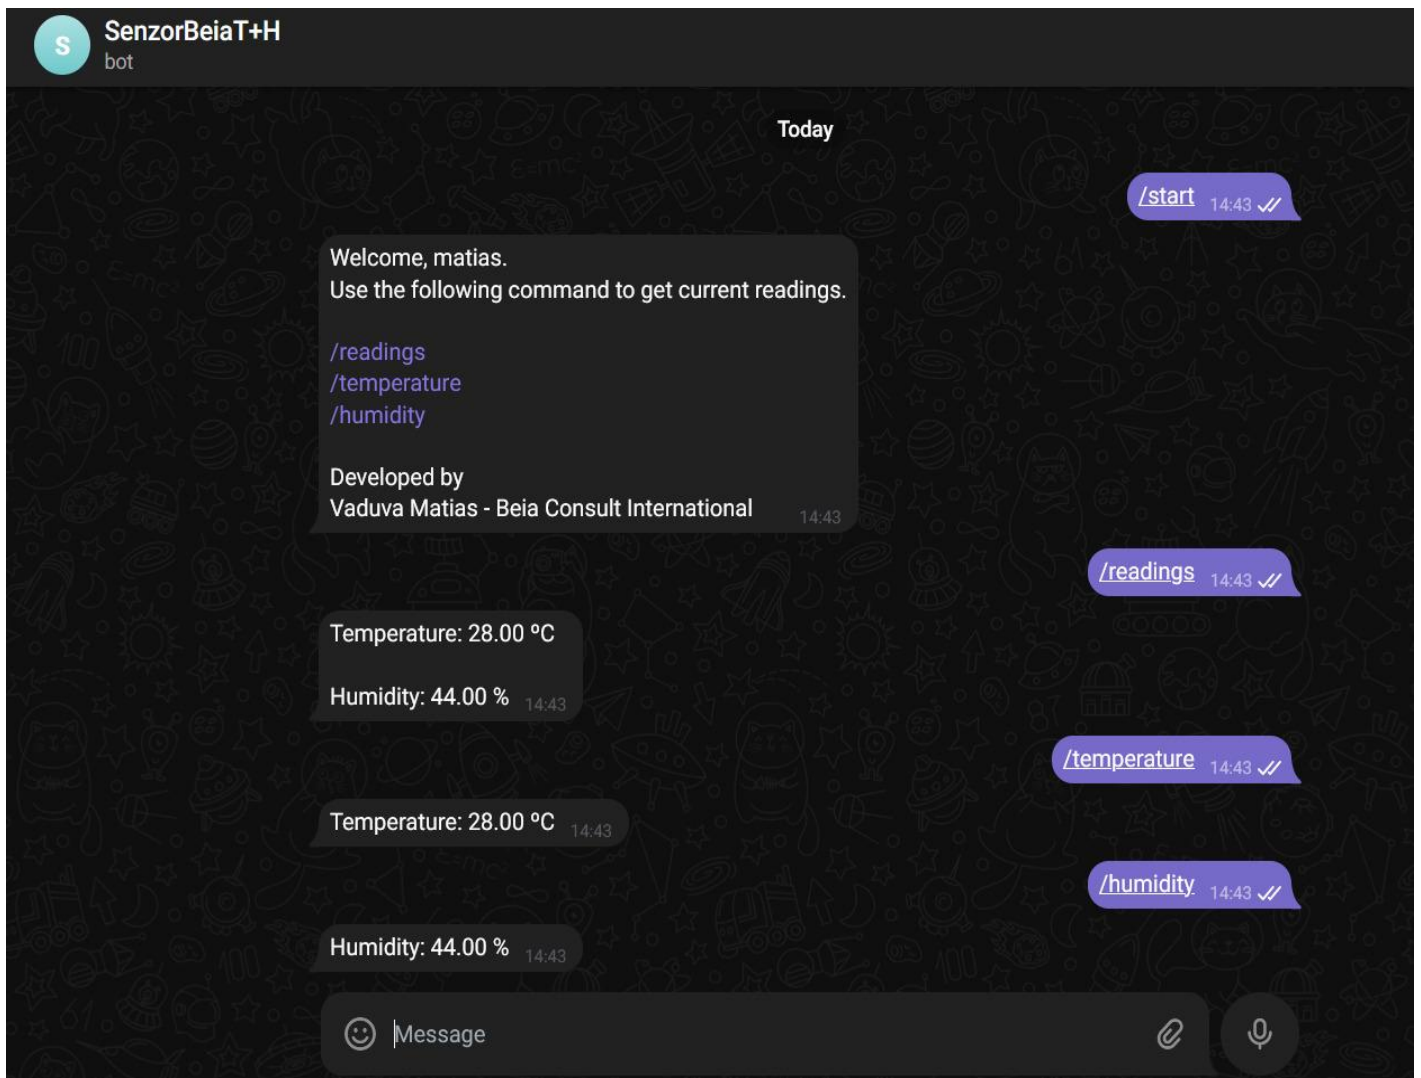 S
SenzorBeiaT+H
bot
Today
/start 14:43
Welcome, matias.
Use the following command to get current readings.
/readings
/temperature
/humidity
Developed by
Vaduva Matias - Beia Consult International 14:43
/readings 14:43
Temperature: 28.00 ºC
Humidity: 44.00 % 14:43
/temperature 14:43
Temperature: 28.00 ºC 14:43
/humidity 14:43
Humidity: 44.00 % 14:43
Message